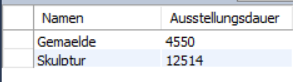 Namen Ausstellungsdauer
Gemaelde 4550
Skulptur 12514